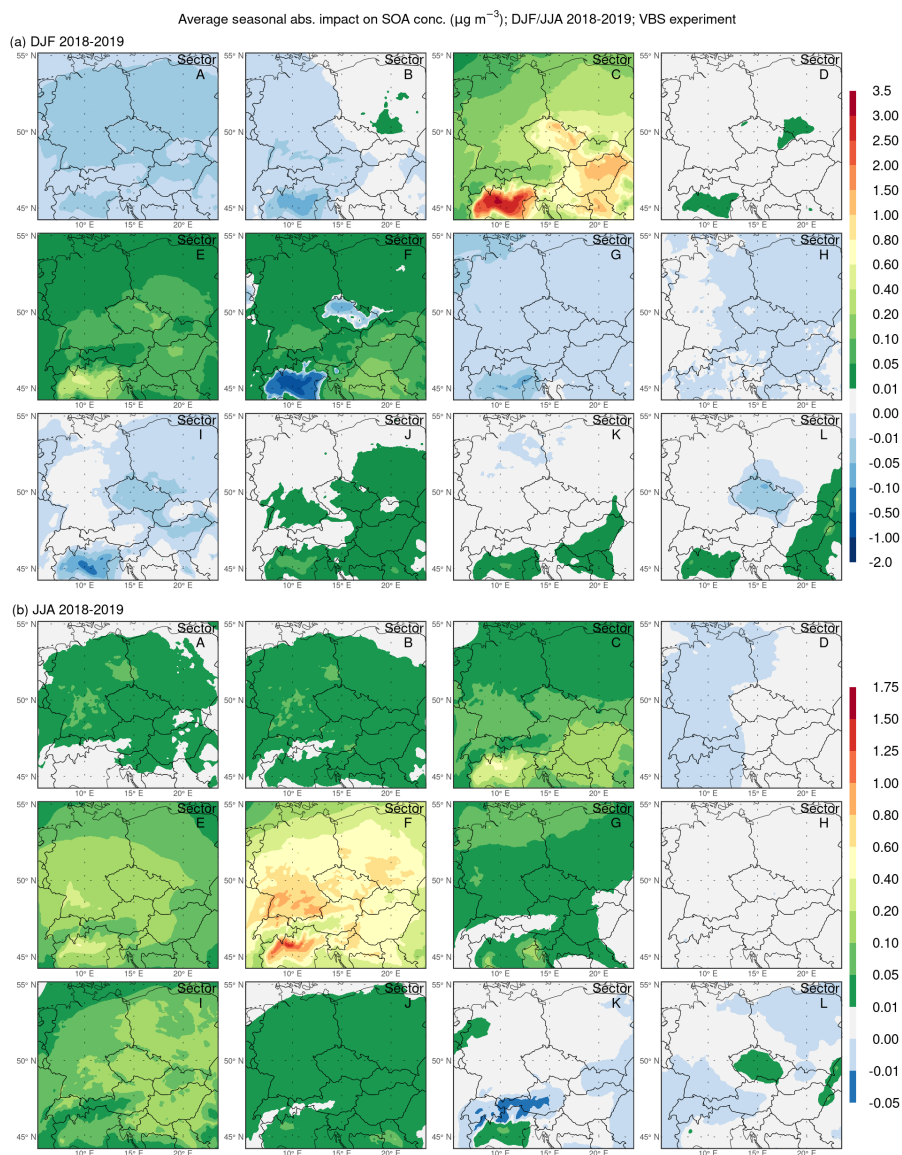 Average seasonal abs. impact on SOA conc. (μg m⁻³); DJF/JJA 2018-2019; VBS experiment
(a) DJF 2018-2019
55° N
50° N
45° N
10° E 15° E 20° E
Sector A
Sector B
Sector C
Sector D
Sector E
Sector F
Sector G
Sector H
Sector I
Sector J
Sector K
Sector L
3.5
3.00
2.50
2.00
1.50
1.00
0.80
0.60
0.40
0.20
0.10
0.05
0.01
0.00
-0.01
-0.05
-0.10
-0.50
-1.00
-2.0
(b) JJA 2018-2019
55° N
50° N
45° N
10° E 15° E 20° E
Sector A
Sector B
Sector C
Sector D
Sector E
Sector F
Sector G
Sector H
Sector I
Sector J
Sector K
Sector L
1.75
1.50
1.25
1.00
0.80
0.60
0.40
0.20
0.10
0.05
0.01
0.00
-0.01
-0.05